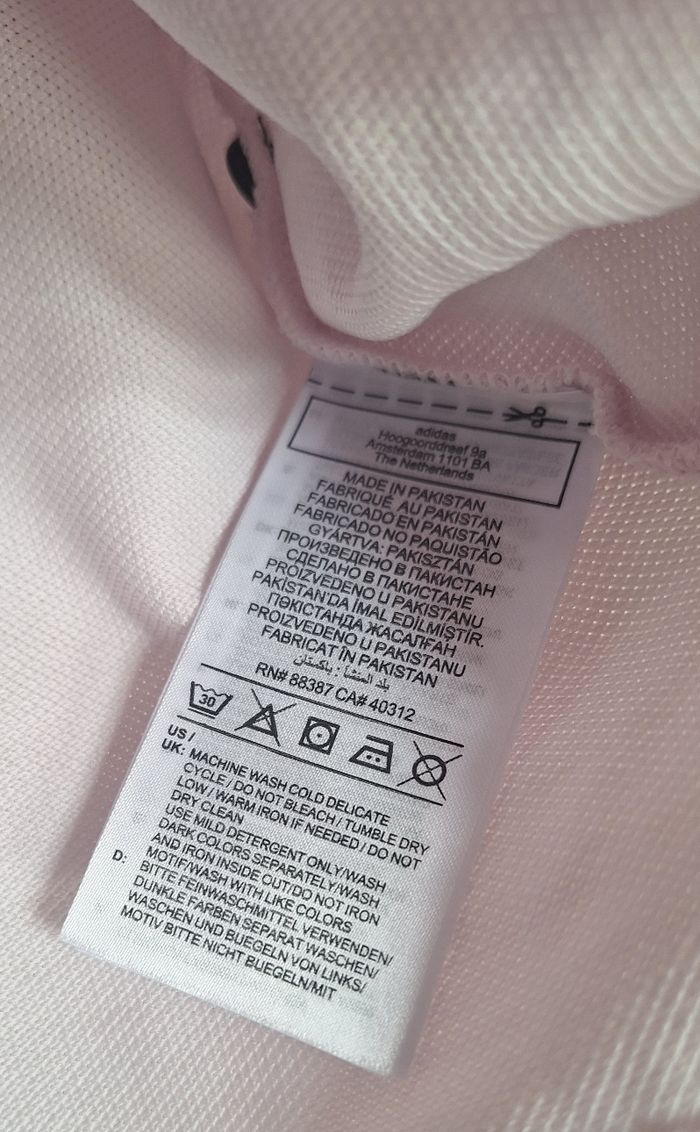 adidas
Hoogoorddreef 9a
Amsterdam 1101 BA
The Netherlands
MADE IN PAKISTAN
FABRIQUÉ AU PAKISTAN
FABRICADO EN PAKISTÁN
FABRICADO NO PAQUISTÃO
GYÁRTVA: PAKISZTÁN
ПРОИЗВЕДЕНО В ПАКИСТАН
СДЕЛАНО В ПАКИСТАНЕ
PROIZVEDENO U PAKISTANU
PAKİSTAN'DA İMAL EDİLMİŞTİR.
ПӘКІСТАНДА ЖАСАЛҒАН
PROIZVEDENO U PAKISTANU
FABRICAT ÎN PAKISTAN
بلد المنشأ : باكستان
RN# 88387 CA# 40312
30
US /
UK: MACHINE WASH COLD DELICATE
CYCLE / DO NOT BLEACH / TUMBLE DRY
LOW / WARM IRON IF NEEDED / DO NOT
DRY CLEAN
USE MILD DETERGENT ONLY/WASH
DARK COLORS SEPARATELY/WASH
AND IRON INSIDE OUT/DO NOT IRON
MOTIF/WASH WITH LIKE COLORS
D: BITTE FEINWASCHMITTEL VERWENDEN/
DUNKLE FARBEN SEPARAT WASCHEN/
WASCHEN UND BUEGELN VON LINKS/
MOTIV BITTE NICHT BUEGELN/MIT